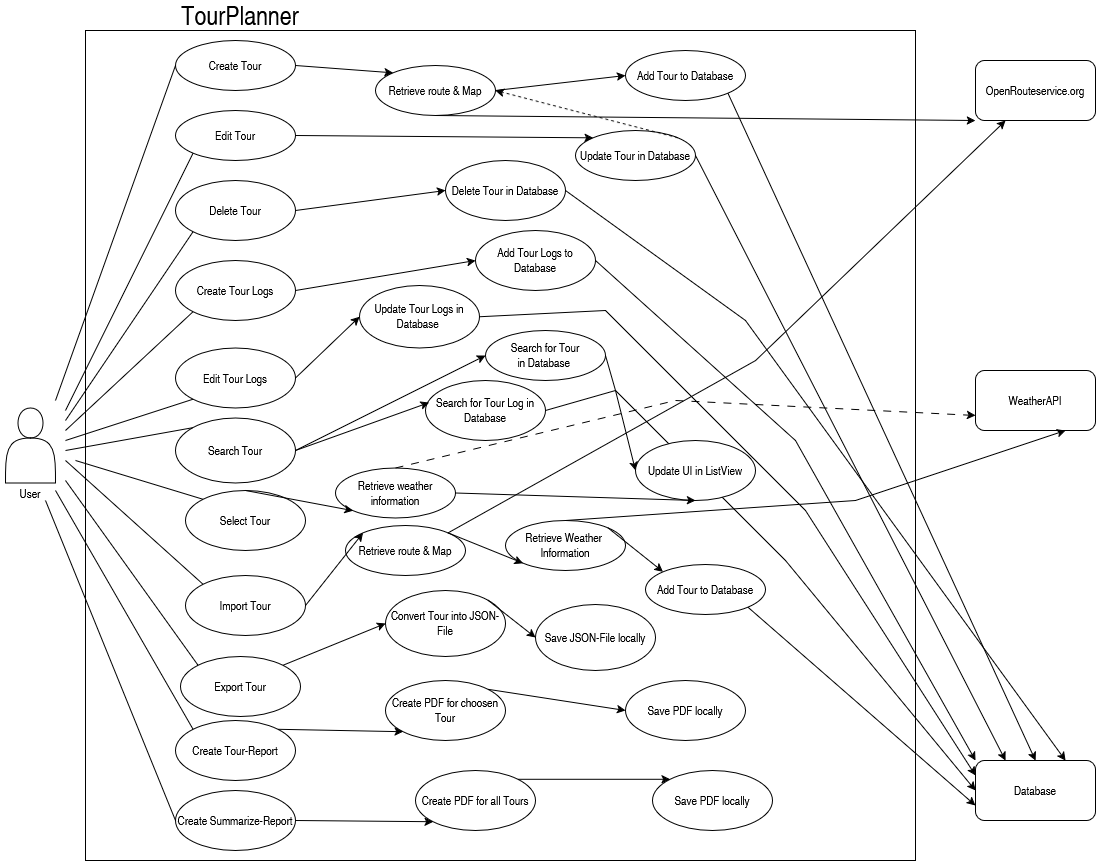 TourPlanner
Create Tour
Retrieve route & Map
Add Tour to Database
OpenRouteservice.org
Edit Tour
Update Tour in Database
Delete Tour
Delete Tour in Database
Create Tour Logs
Add Tour Logs to
Database
Update Tour Logs in
Database
Edit Tour Logs
Search for Tour
in Database
Search for Tour Log in
Database
WeatherAPI
Search Tour
Update UI in ListView
User
Retrieve weather
information
Select Tour
Retrieve route & Map
Retrieve Weather
Information
Import Tour
Add Tour to Database
Convert Tour into JSON-
File
Save JSON-File locally
Export Tour
Create PDF for choosen
Tour
Save PDF locally
Create Tour-Report
Database
Create Summarize-Report
Create PDF for all Tours
Save PDF locally